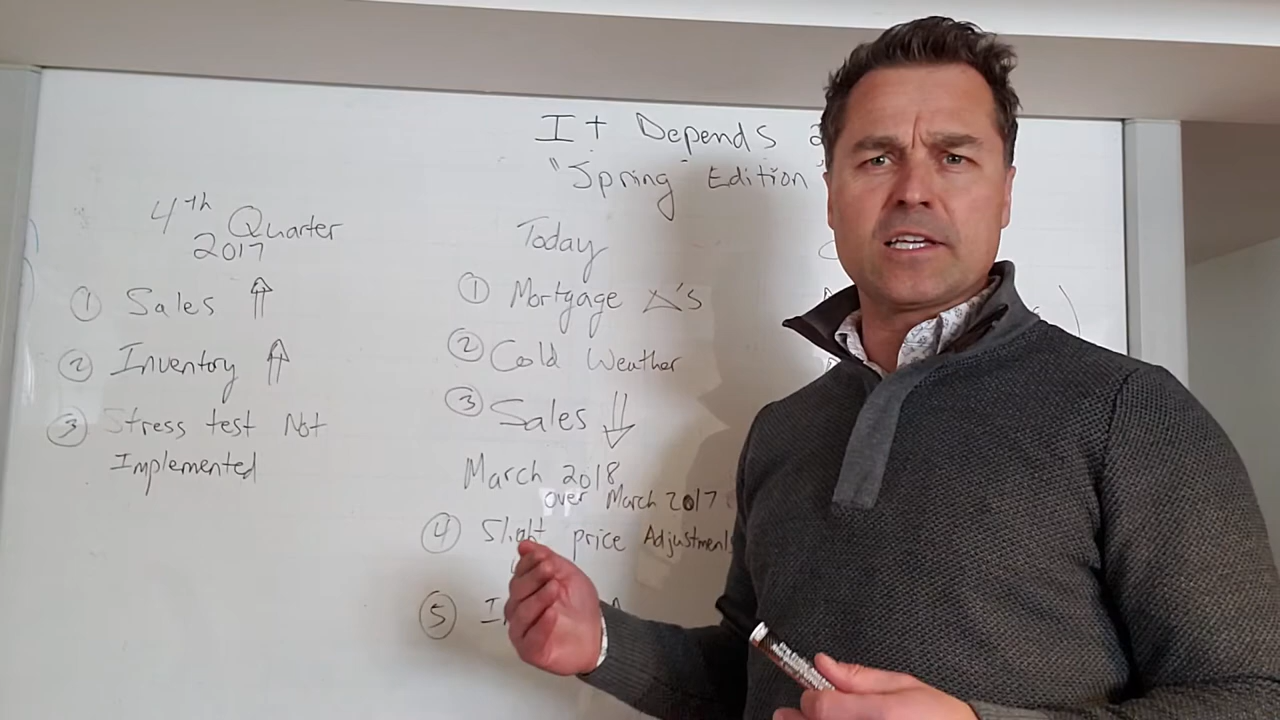 It Depends
"Spring Edition
4th Quarter
2017
① Sales ⇑
② Inventory ⇑
③ Stress test Not
Implemented
Today
① Mortgage △'s
② Cold Weather
③ Sales ⇓
March 2018
over March 2017
④ Slight price Adjustments
⑤